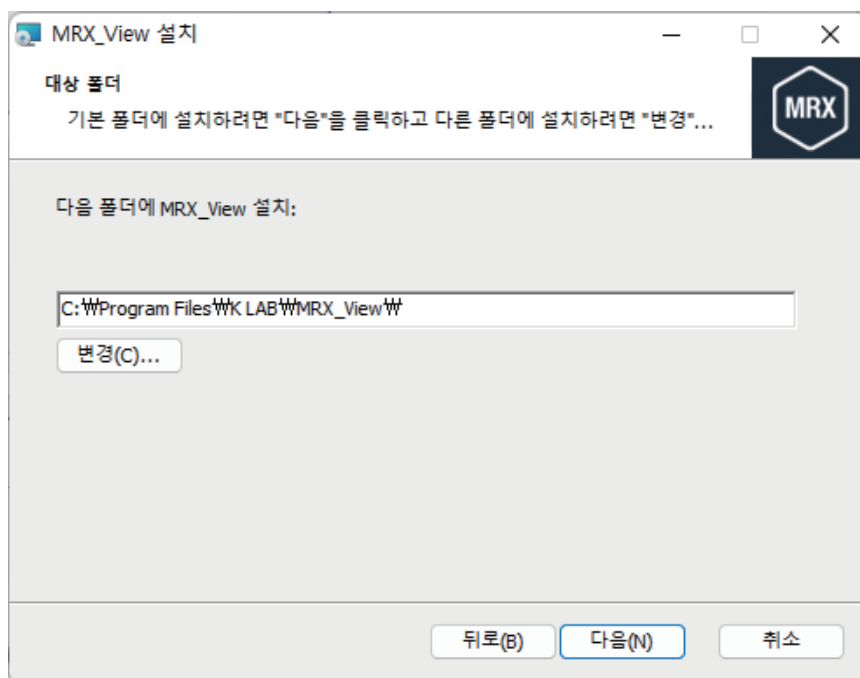 MRX_View 설치
대상 폴더
기본 폴더에 설치하려면 "다음"을 클릭하고 다른 폴더에 설치하려면 "변경"...
MRX
다음 폴더에 MRX_View 설치:
C:₩Program Files₩K LAB₩MRX_View₩
변경(C)...
뒤로(B) 다음(N) 취소